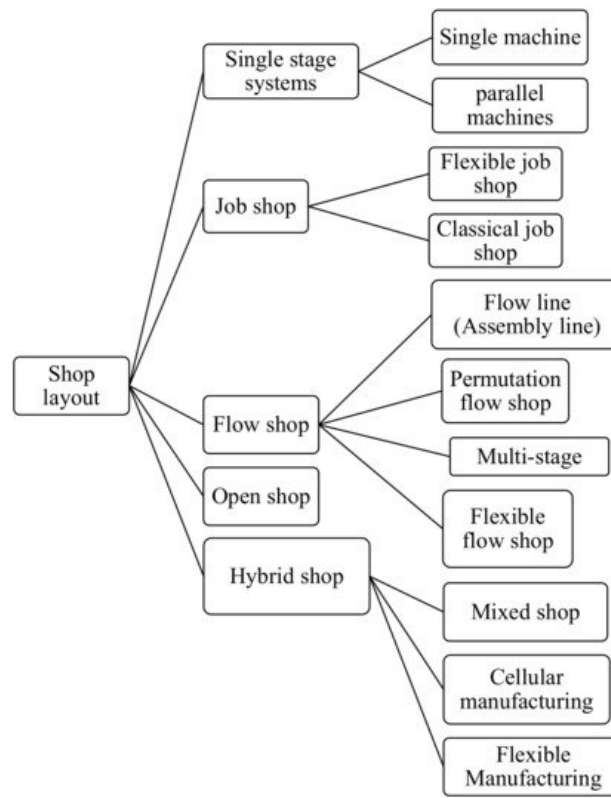 Shop
layout
Single stage
systems
Single machine
parallel
machines
Job shop
Flexible job
shop
Classical job
shop
Flow shop
Flow line
(Assembly line)
Permutation
flow shop
Multi-stage
Flexible
flow shop
Open shop
Hybrid shop
Mixed shop
Cellular
manufacturing
Flexible
Manufacturing